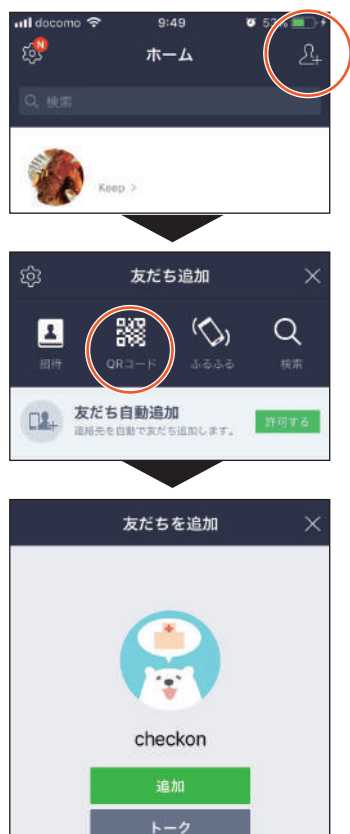 docomo 9:49 53%
N
ホーム
検索
Keep >
友だち追加
招待 QRコード ふるふる 検索
友だち自動追加
連絡先を自動で友だち追加します。
許可する
友だちを追加
checkon
追加
トーク